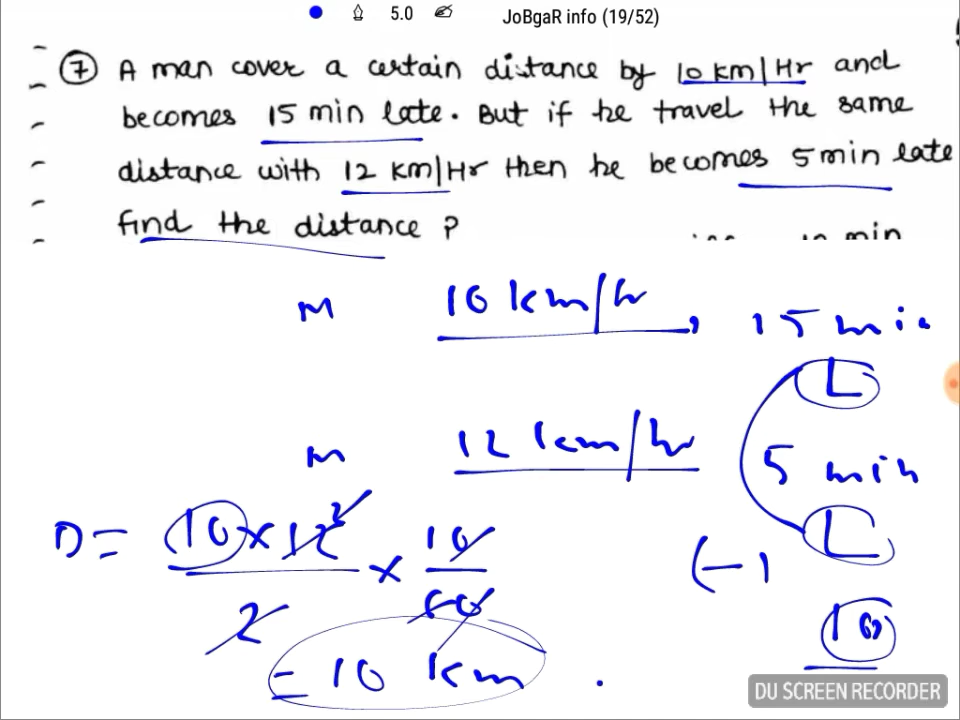 5.0 JoBgaR info (19/52)
7 A man cover a certain distance by 10 km/Hr and
becomes 15 min late. But if he travel the same
distance with 12 km/Hr then he becomes 5 min late
find the distance ?
min
M 10 km/hr, 15 min
L
M 12 km/hr 5 min
L
D = 10 × 12 / 2 × 10 / 60
(-)
10
= 10 km.
DU SCREEN RECORDER